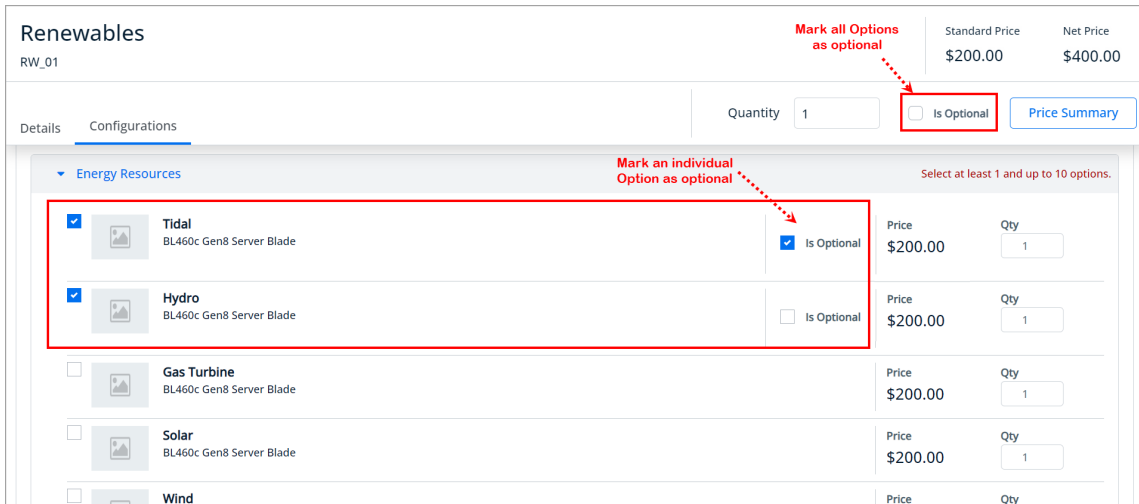 Renewables
RW_01
Mark all Options
as optional
Standard Price
$200.00
Net Price
$400.00
Details
Configurations
Quantity
1
Is Optional
Price Summary
Energy Resources
Mark an individual
Option as optional
Select at least 1 and up to 10 options.
Tidal
BL460c Gen8 Server Blade
Is Optional
Price
$200.00
Qty
1
Hydro
BL460c Gen8 Server Blade
Is Optional
Price
$200.00
Qty
1
Gas Turbine
BL460c Gen8 Server Blade
Price
$200.00
Qty
1
Solar
BL460c Gen8 Server Blade
Price
$200.00
Qty
1
Wind
Price
Qty